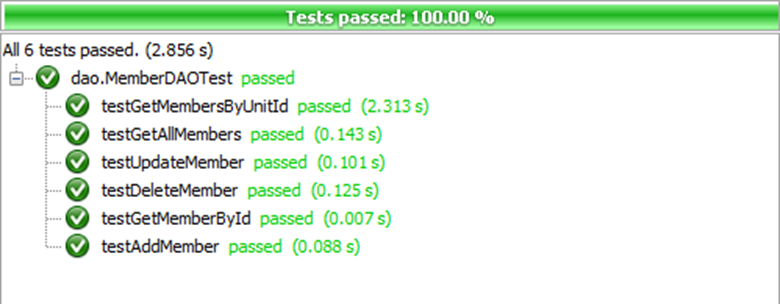 Tests passed: 100.00 %
All 6 tests passed. (2.856 s)
dao.MemberDAOTest passed
testGetMembersByUnitId passed (2.313 s)
testGetAllMembers passed (0.143 s)
testUpdateMember passed (0.101 s)
testDeleteMember passed (0.125 s)
testGetMemberById passed (0.007 s)
testAddMember passed (0.088 s)